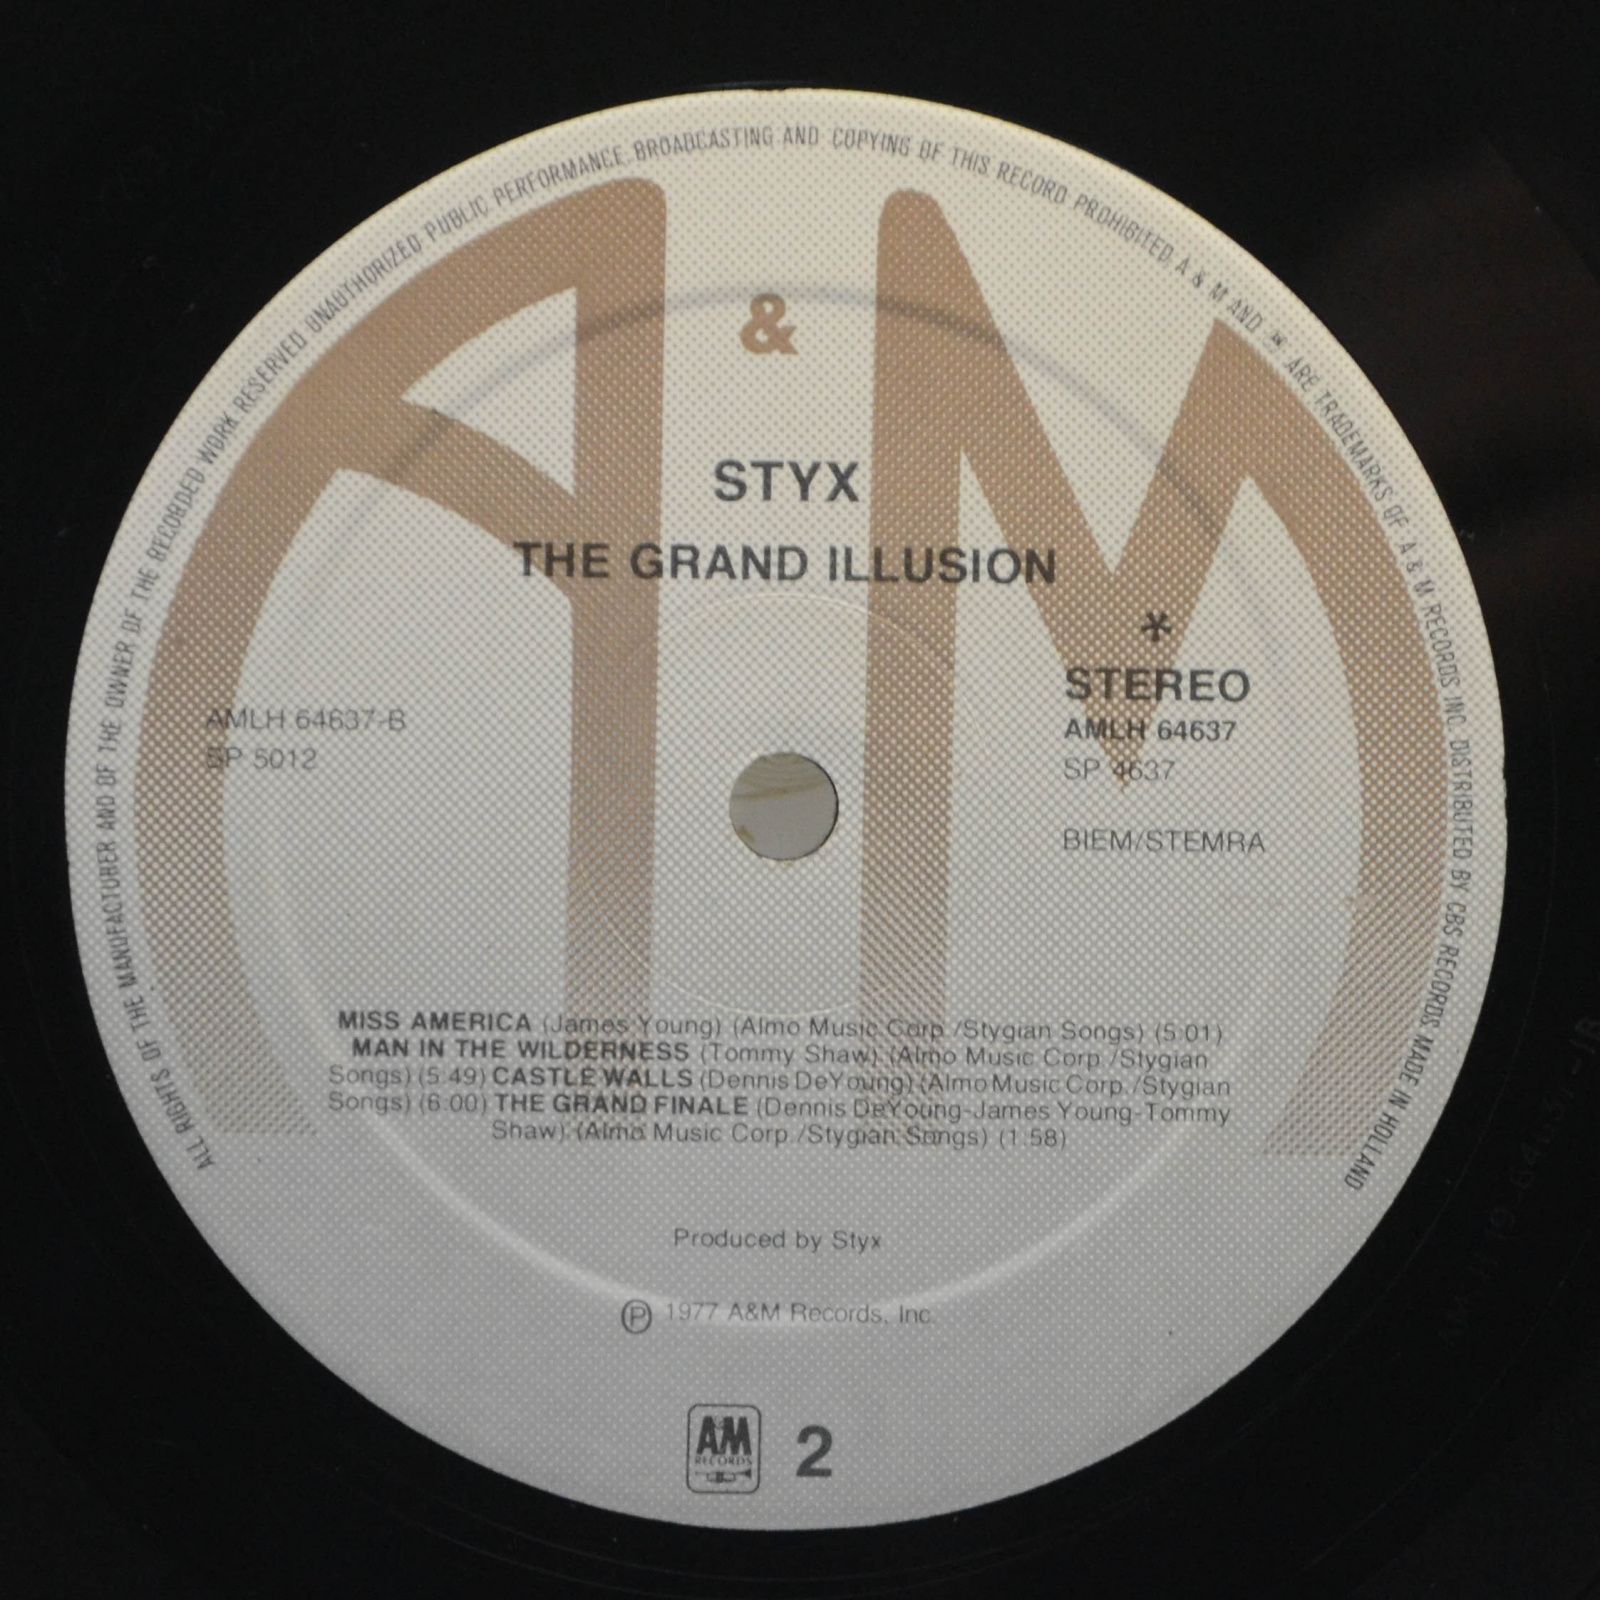 ALL RIGHTS OF THE MANUFACTURER AND OF THE OWNER OF THE RECORDED WORK RESERVED UNAUTHORIZED PUBLIC PERFORMANCE BROADCASTING AND COPYING OF THIS RECORD PROHIBITED A & M AND ARE TRADEMARKS OF A & M RECORDS INC DISTRIBUTED BY CBS RECORDS MADE IN HOLLAND
A & M
STYX
THE GRAND ILLUSION
*
STEREO
AMLH 64637-B
AMLH 64637
SP 5012
SP 4637
BIEM/STEMRA
MISS AMERICA (James Young) (Almo Music Corp./Stygian Songs) (5:01)
MAN IN THE WILDERNESS (Tommy Shaw) (Almo Music Corp./Stygian
Songs) (5:49) CASTLE WALLS (Dennis DeYoung) (Almo Music Corp./Stygian
Songs) (6:00) THE GRAND FINALE (Dennis DeYoung-James Young-Tommy
Shaw) (Almo Music Corp./Stygian Songs) (1:58)
Produced by Styx
℗ 1977 A&M Records, Inc.
A&M
RECORDS
2